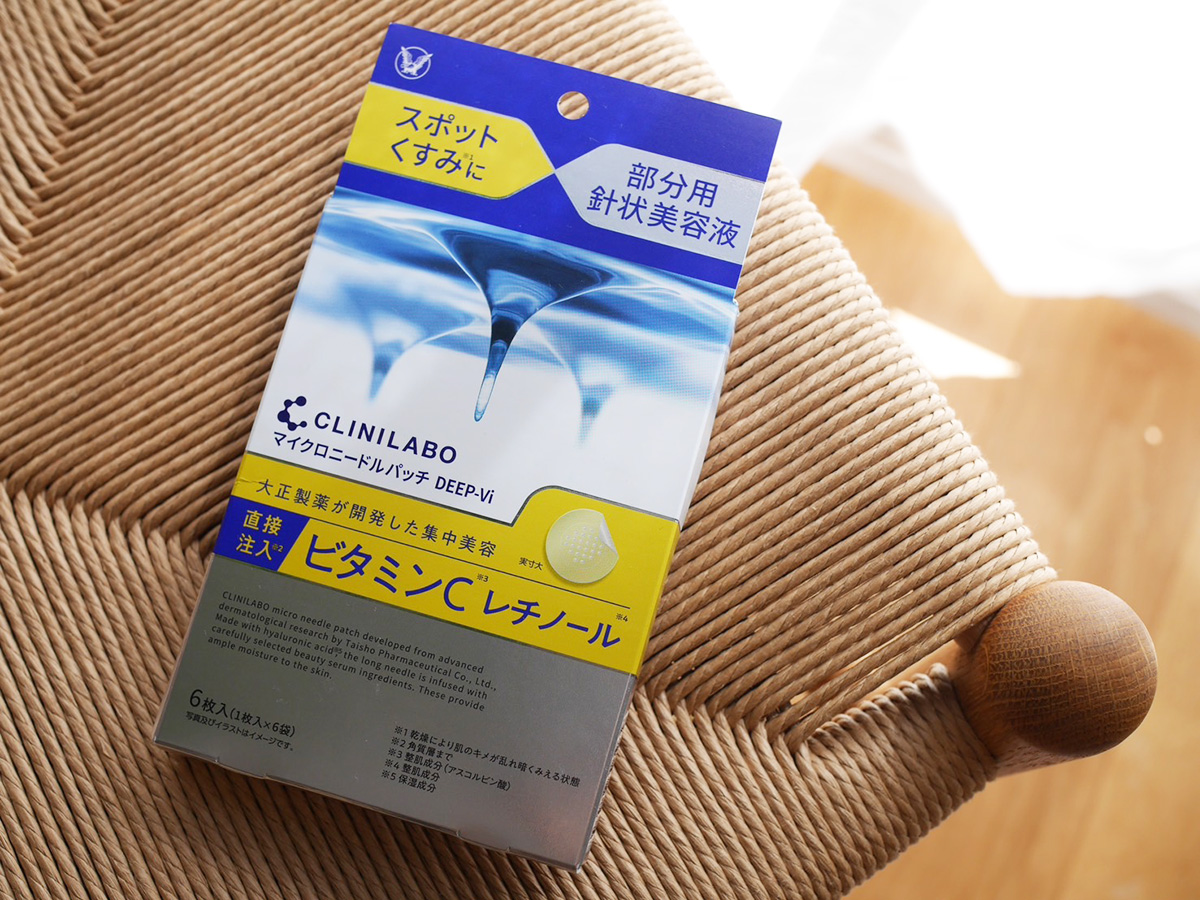 スポット
くすみ※1に
部分用
針状美容液
CLINILABO
マイクロニードルパッチ DEEP-Vi
大正製薬が開発した集中美容
実寸大
直接
注入※2
ビタミンC※3 レチノール※4
CLINILABO micro needle patch developed from advanced
dermatological research by Taisho Pharmaceutical Co., Ltd.,
Made with hyaluronic acid※5, the long needle is infused with
carefully selected beauty serum ingredients. These provide
ample moisture to the skin.
6枚入(1枚入×6袋)
写真及びイラストはイメージです。
※1 乾燥により肌のキメが乱れ暗くみえる状態
※2 角質層まで
※3 整肌成分(アスコルビン酸)
※4 整肌成分
※5 保湿成分